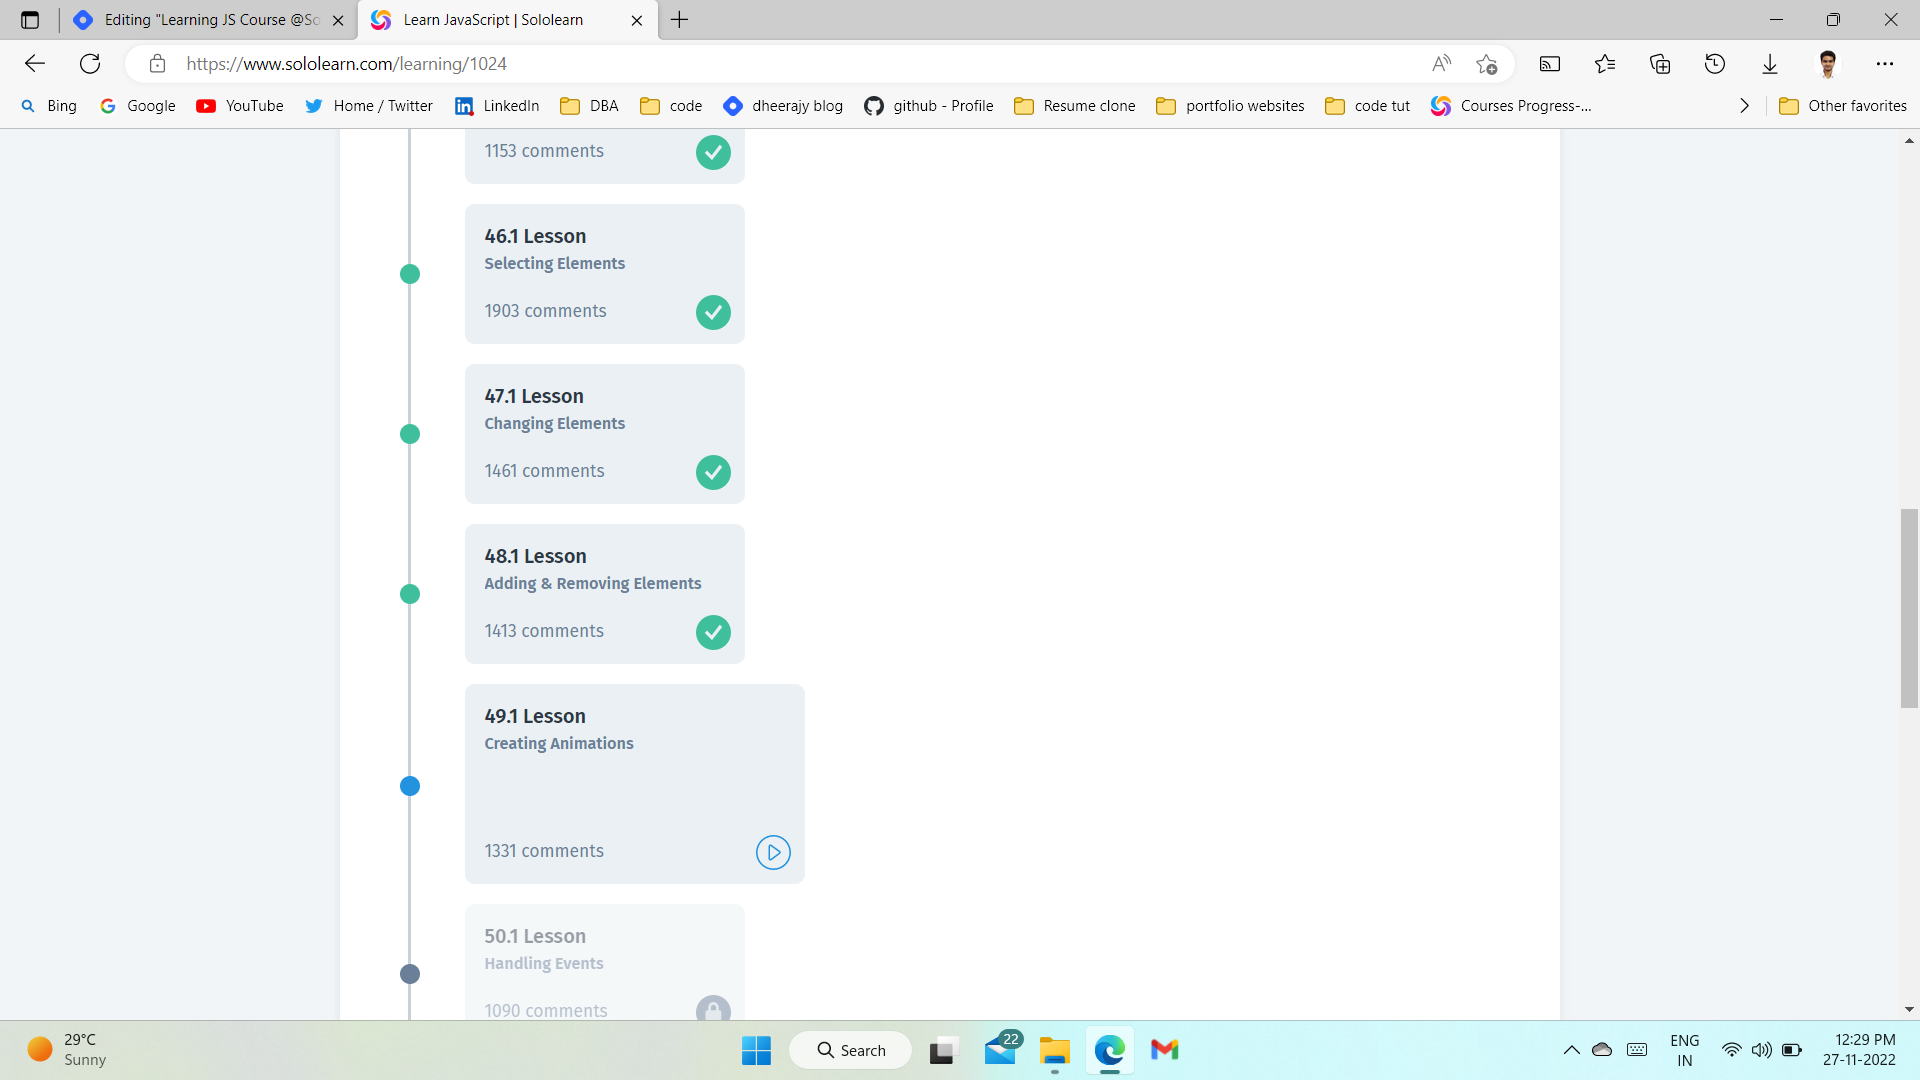 Editing "Learning JS Course @So
Learn JavaScript | Sololearn
https://www.sololearn.com/learning/1024
Bing
Google
YouTube
Home / Twitter
LinkedIn
DBA
code
dheerajy blog
github - Profile
Resume clone
portfolio websites
code tut
Courses Progress-...
Other favorites
1153 comments
46.1 Lesson
Selecting Elements
1903 comments
47.1 Lesson
Changing Elements
1461 comments
48.1 Lesson
Adding & Removing Elements
1413 comments
49.1 Lesson
Creating Animations
1331 comments
50.1 Lesson
Handling Events
1090 comments
29°C
Sunny
Search
22
ENG
IN
12:29 PM
27-11-2022